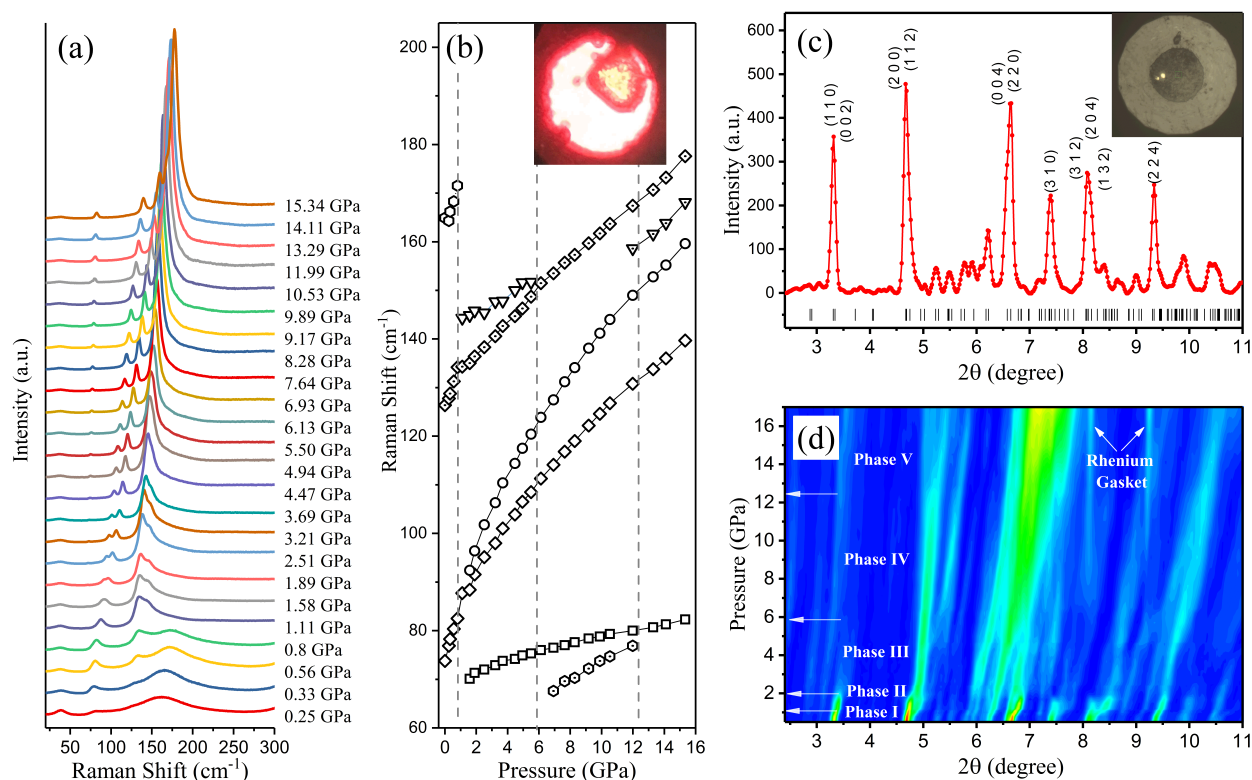 (a)
Intensity (a.u.)
15.34 GPa
14.11 GPa
13.29 GPa
11.99 GPa
10.53 GPa
9.89 GPa
9.17 GPa
8.28 GPa
7.64 GPa
6.93 GPa
6.13 GPa
5.50 GPa
4.94 GPa
4.47 GPa
3.69 GPa
3.21 GPa
2.51 GPa
1.89 GPa
1.58 GPa
1.11 GPa
0.8 GPa
0.56 GPa
0.33 GPa
0.25 GPa
50 100 150 200 300
Raman Shift (cm-1)
(b)
Raman Shift (cm-1)
200
180
160
140
120
100
80
60
0 2 4 6 8 10 12 14 16
Pressure (GPa)
(c)
Intensity (a.u.)
600
500
400
300
200
100
0
(1 1 0)
(0 0 2)
(2 0 0)
(1 1 2)
(0 0 4)
(2 2 0)
(3 1 0)
(3 1 2)
(2 0 4)
(1 3 2)
(2 2 4)
3 4 5 6 7 8 9 10 11
2θ (degree)
(d)
Pressure (GPa)
16
14
12
10
8
6
4
2
Phase V
Rhenium
Gasket
Phase IV
Phase III
Phase II
Phase I
3 4 5 6 7 8 9 10 11
2θ (degree)